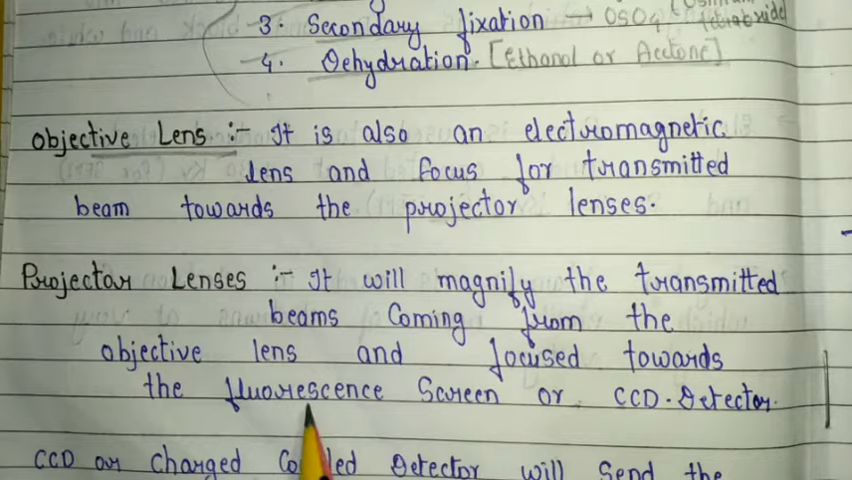 3. Secondary fixation → OsO4 (Osmium tetraoxide
4. Dehydration. [Ethanol or Acetone]
Objective Lens :- It is also an electromagnetic
lens and focus for transmitted
beam towards the projector lenses.
Projector Lenses :- It will magnify the transmitted
beams Coming from the
objective lens and focused towards
the fluorescence Screen or CCD-Detector.
CCD or Charged Detector will Send the